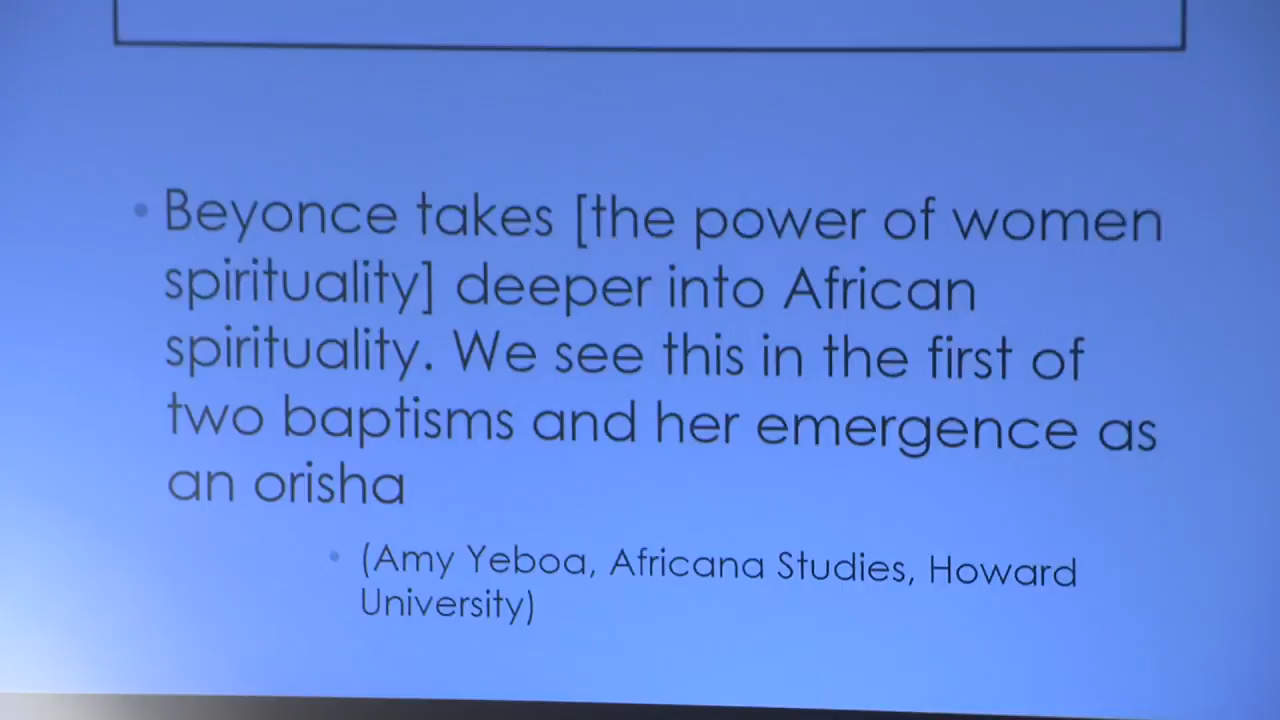 • Beyonce takes [the power of women
spirituality] deeper into African
spirituality. We see this in the first of
two baptisms and her emergence as
an orisha
• (Amy Yeboa, Africana Studies, Howard
University)